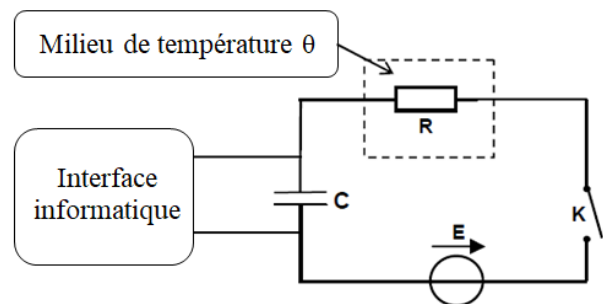 Milieu de température θ
R
Interface
informatique
C
K
E